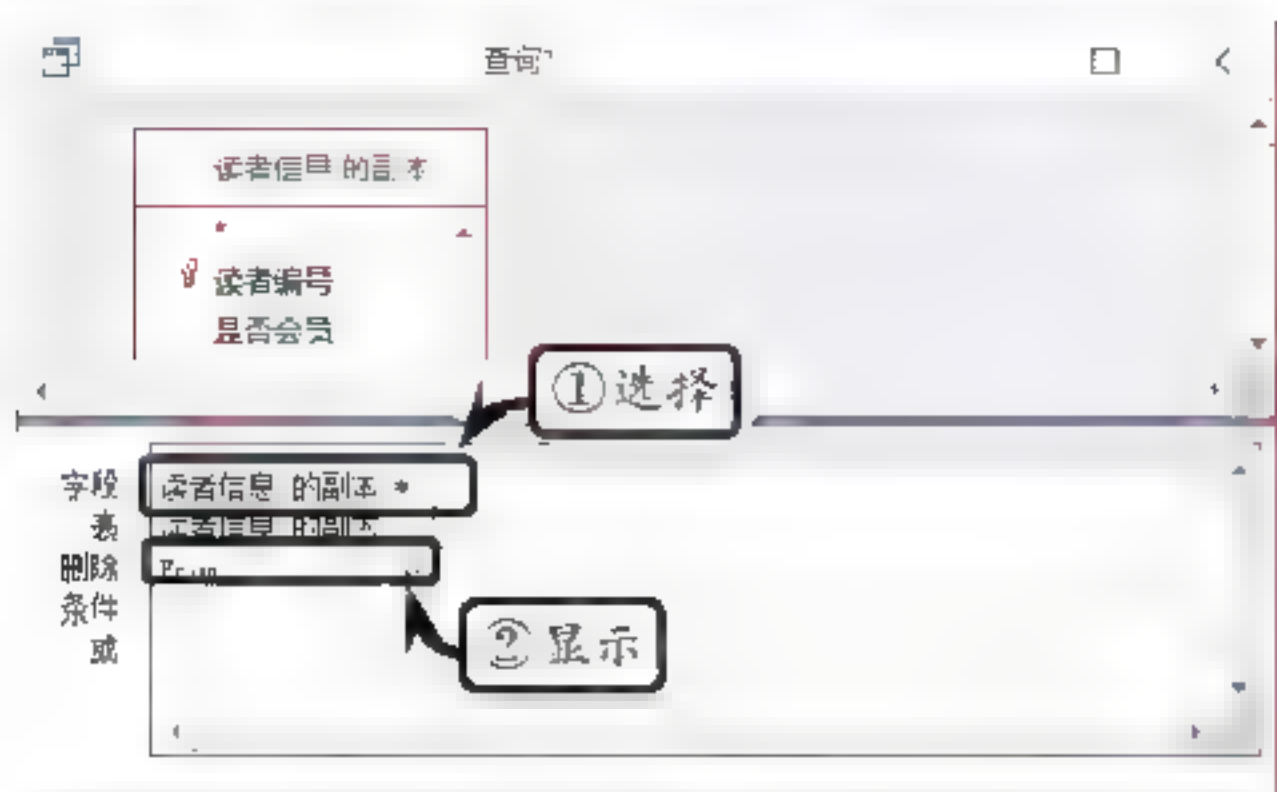 查询1
读者信息 的副本
*
读者编号
是否会员
①选择
字段 读者信息 的副本 *
表 读者信息 的副本
删除 From
条件
或
②显示